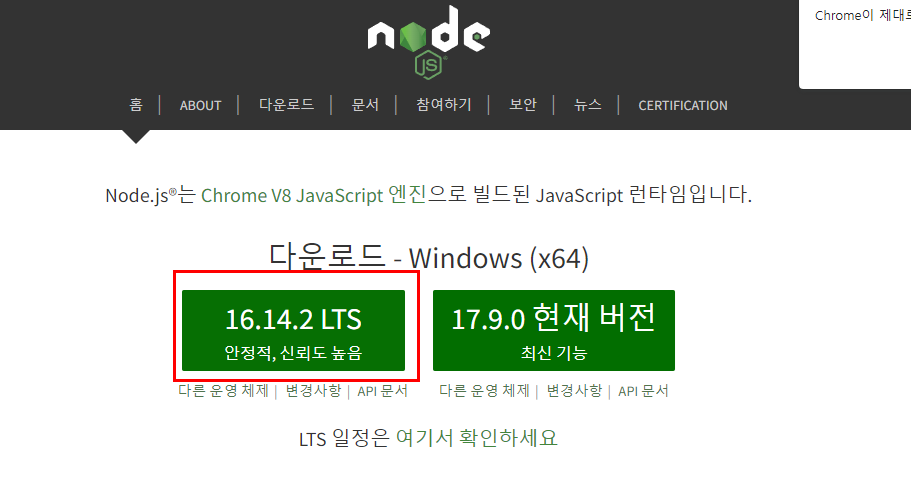 Chrome이 제대로
node
JS
홈 | ABOUT | 다운로드 | 문서 | 참여하기 | 보안 | 뉴스 | CERTIFICATION
Node.js®는 Chrome V8 JavaScript 엔진으로 빌드된 JavaScript 런타임입니다.
다운로드 - Windows (x64)
16.14.2 LTS
안정적, 신뢰도 높음
다른 운영 체제 | 변경사항 | API 문서
17.9.0 현재 버전
최신 기능
다른 운영 체제 | 변경사항 | API 문서
LTS 일정은 여기서 확인하세요